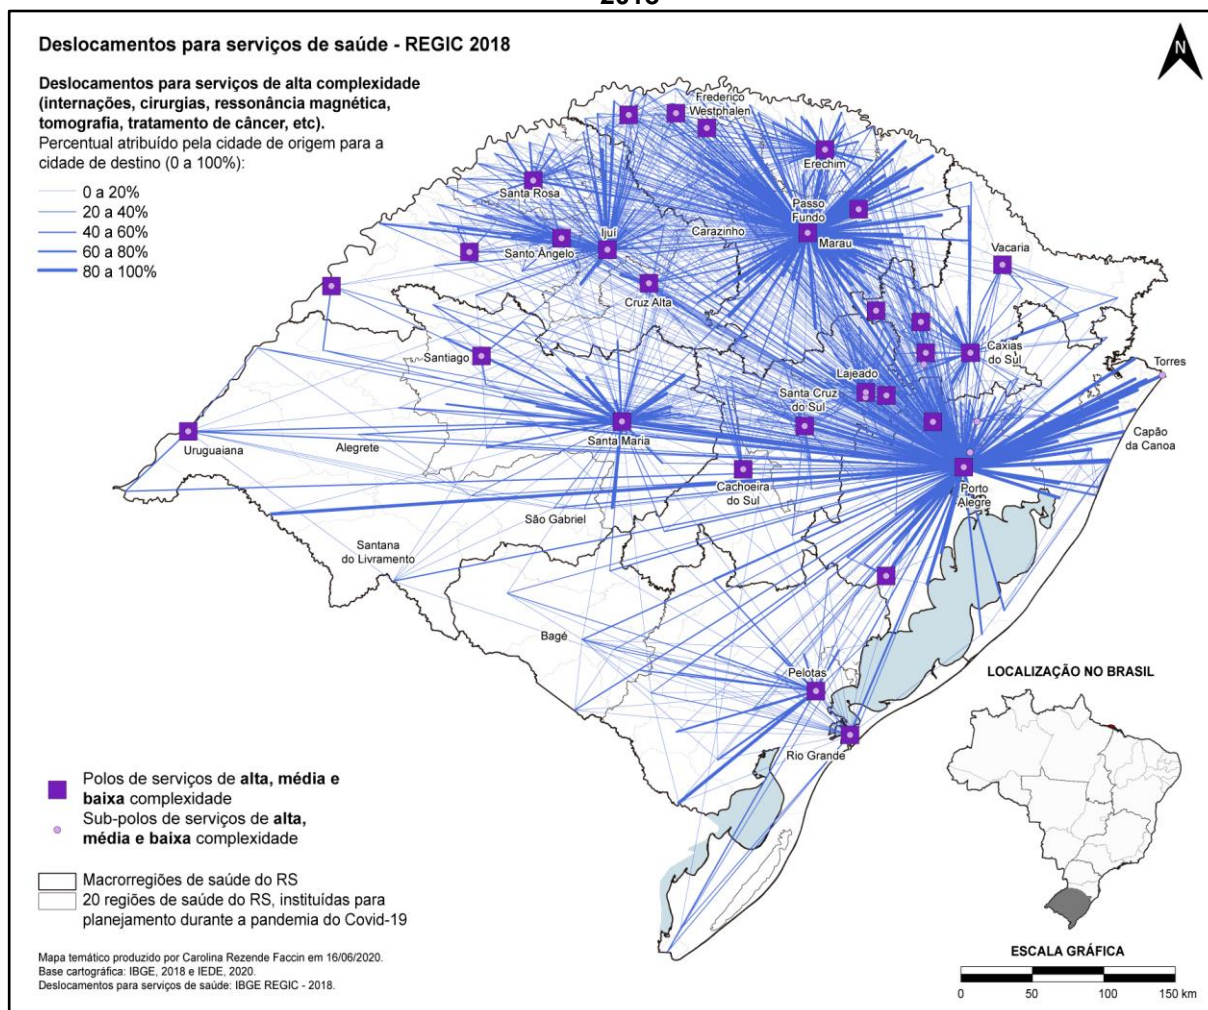 Deslocamentos para serviços de saúde - REGIC 2018
N
Deslocamentos para serviços de alta complexidade
(internações, cirurgias, ressonância magnética,
tomografia, tratamento de câncer, etc).
Percentual atribuído pela cidade de origem para a
cidade de destino (0 a 100%):
0 a 20%
20 a 40%
40 a 60%
60 a 80%
80 a 100%
Frederico
Westphalen
Erechim
Santa Rosa
Passo
Fundo
Ijuí
Carazinho
Marau
Santo Ângelo
Vacaria
Cruz Alta
Santiago
Caxias
do Sul
Torres
Lajeado
Santa Cruz
do Sul
Santa Maria
Capão
da Canoa
Uruguaiana
Alegrete
Cachoeira
do Sul
Porto
Alegre
São Gabriel
Santana
do Livramento
Bagé
Pelotas
Rio Grande
LOCALIZAÇÃO NO BRASIL
Polos de serviços de alta, média e
baixa complexidade
Sub-polos de serviços de alta,
média e baixa complexidade
Macrorregiões de saúde do RS
20 regiões de saúde do RS, instituídas para
planejamento durante a pandemia do Covid-19
Mapa temático produzido por Carolina Rezende Faccin em 16/06/2020.
Base cartográfica: IBGE, 2018 e IEDE, 2020.
Deslocamentos para serviços de saúde: IBGE REGIC - 2018.
ESCALA GRÁFICA
0 50 100 150 km